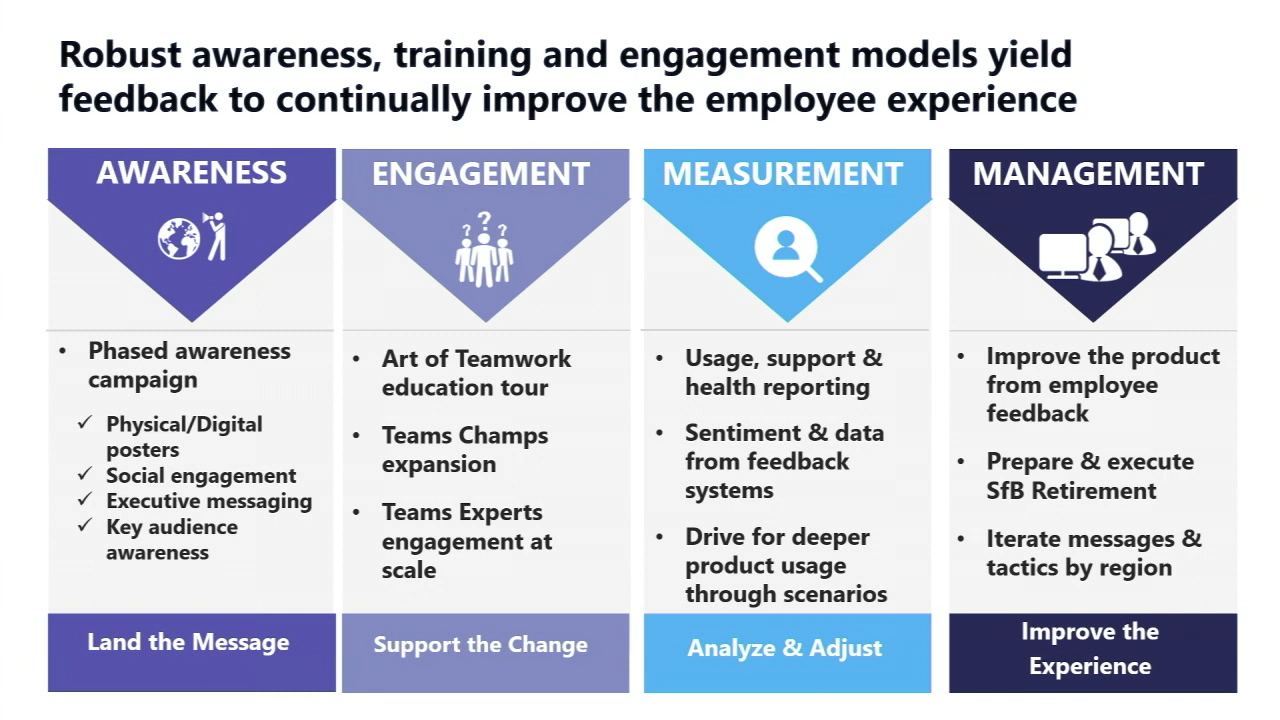 Robust awareness, training and engagement models yield
feedback to continually improve the employee experience
AWARENESS
• Phased awareness
campaign
✓ Physical/Digital
posters
✓ Social engagement
✓ Executive messaging
✓ Key audience
awareness
Land the Message
ENGAGEMENT
? ? ?
• Art of Teamwork
education tour
• Teams Champs
expansion
• Teams Experts
engagement at
scale
Support the Change
MEASUREMENT
• Usage, support &
health reporting
• Sentiment & data
from feedback
systems
• Drive for deeper
product usage
through scenarios
Analyze & Adjust
MANAGEMENT
• Improve the product
from employee
feedback
• Prepare & execute
SfB Retirement
• Iterate messages &
tactics by region
Improve the
Experience